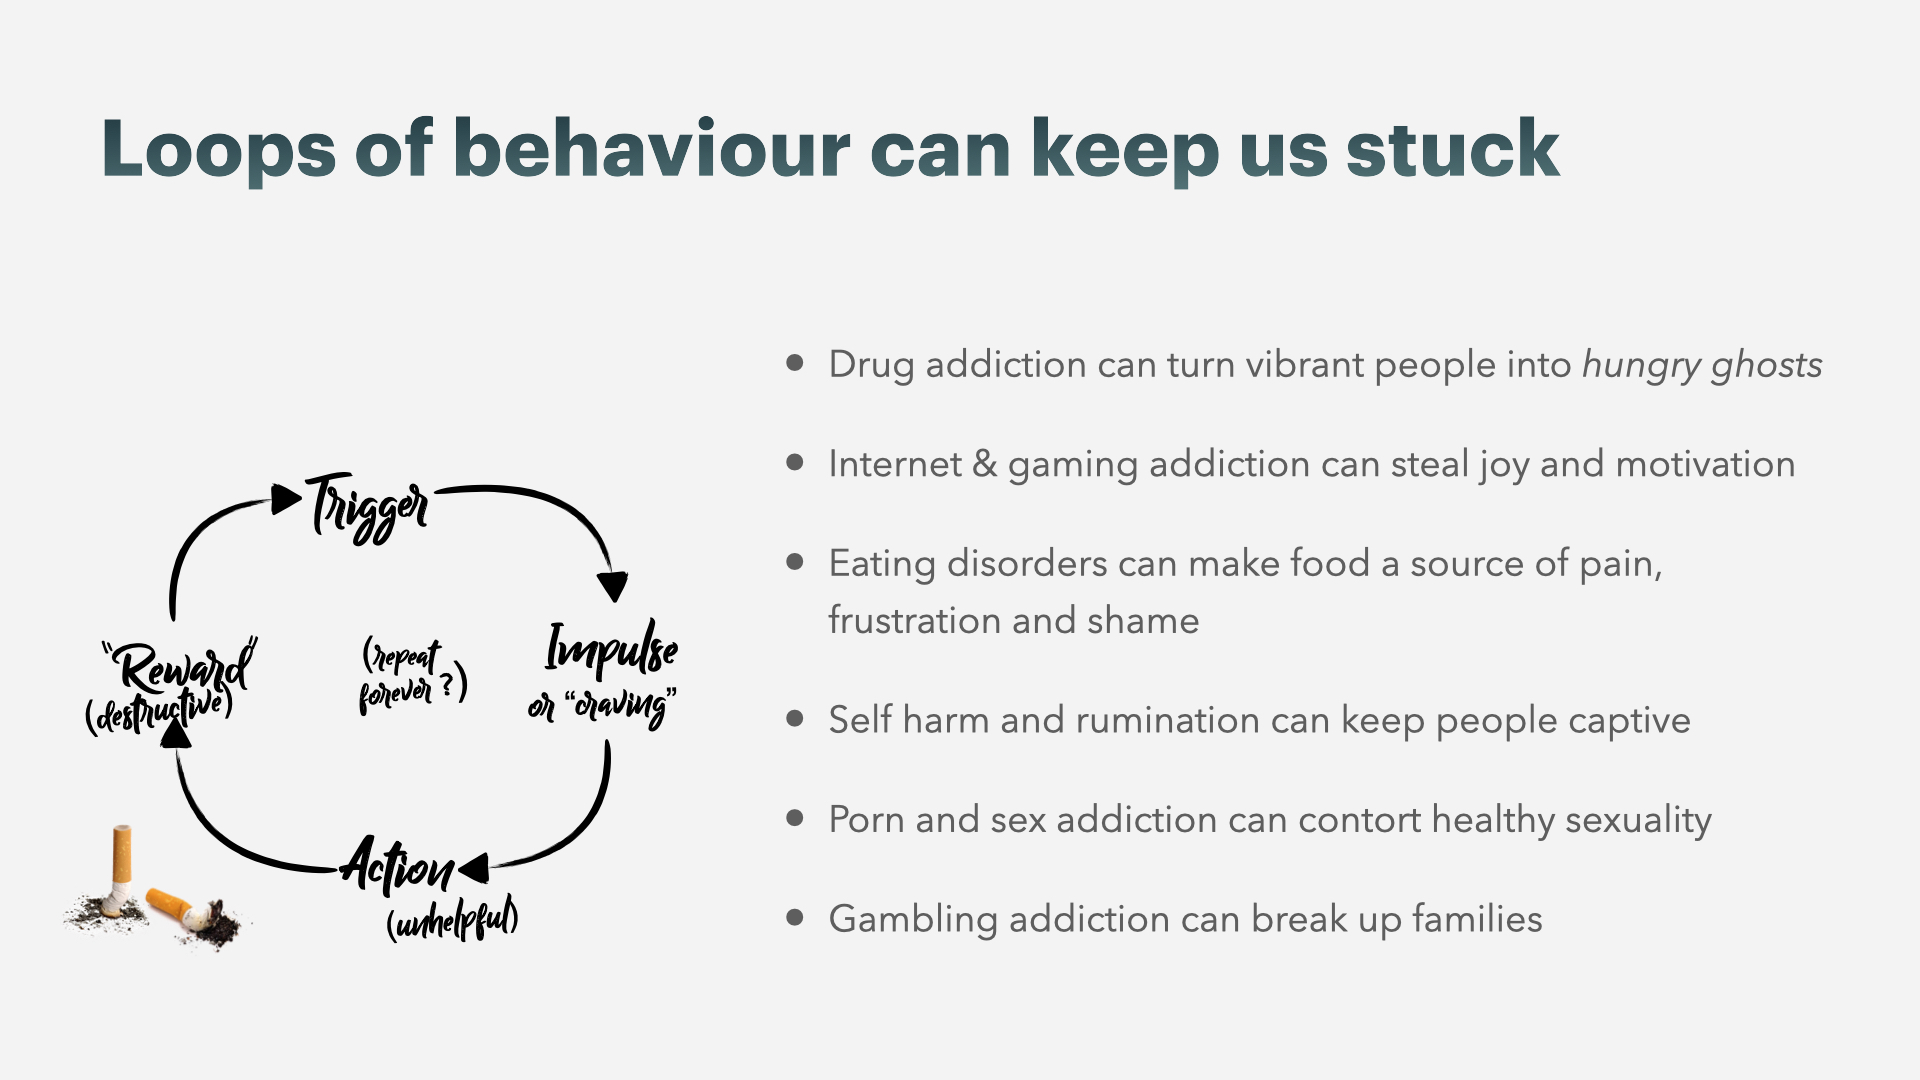 Loops of behaviour can keep us stuck
Trigger
Impulse
or “craving”
Action
(unhelpful)
"Reward"
(destructive)
(repeat
forever ?)
• Drug addiction can turn vibrant people into hungry ghosts
• Internet & gaming addiction can steal joy and motivation
• Eating disorders can make food a source of pain,
frustration and shame
• Self harm and rumination can keep people captive
• Porn and sex addiction can contort healthy sexuality
• Gambling addiction can break up families